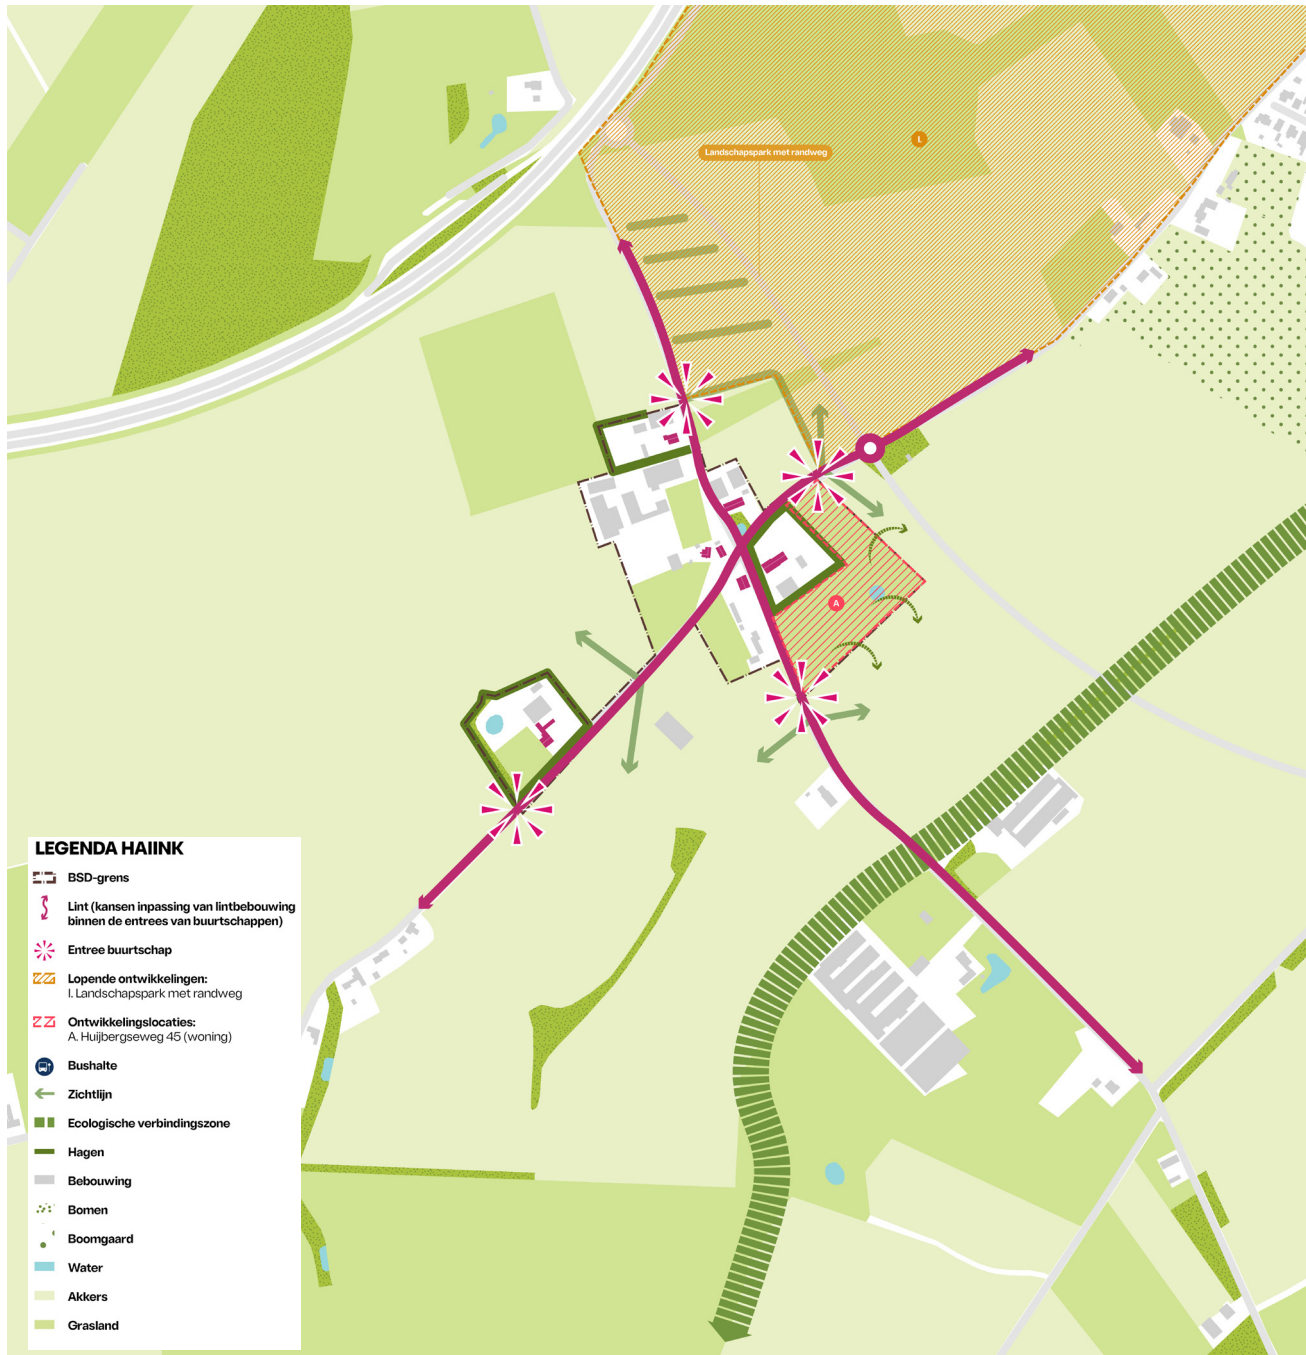 I.
Landschapspark met randweg
A
LEGENDA HAIINK
BSD-grens
Lint (kansen inpassing van lintbebouwing
binnen de entrees van buurtschappen)
Entree buurtschap
Lopende ontwikkelingen:
I. Landschapspark met randweg
Ontwikkelingslocaties:
A. Huijbergseweg 45 (woning)
Bushalte
Zichtlijn
Ecologische verbindingszone
Hagen
Bebouwing
Bomen
Boomgaard
Water
Akkers
Grasland